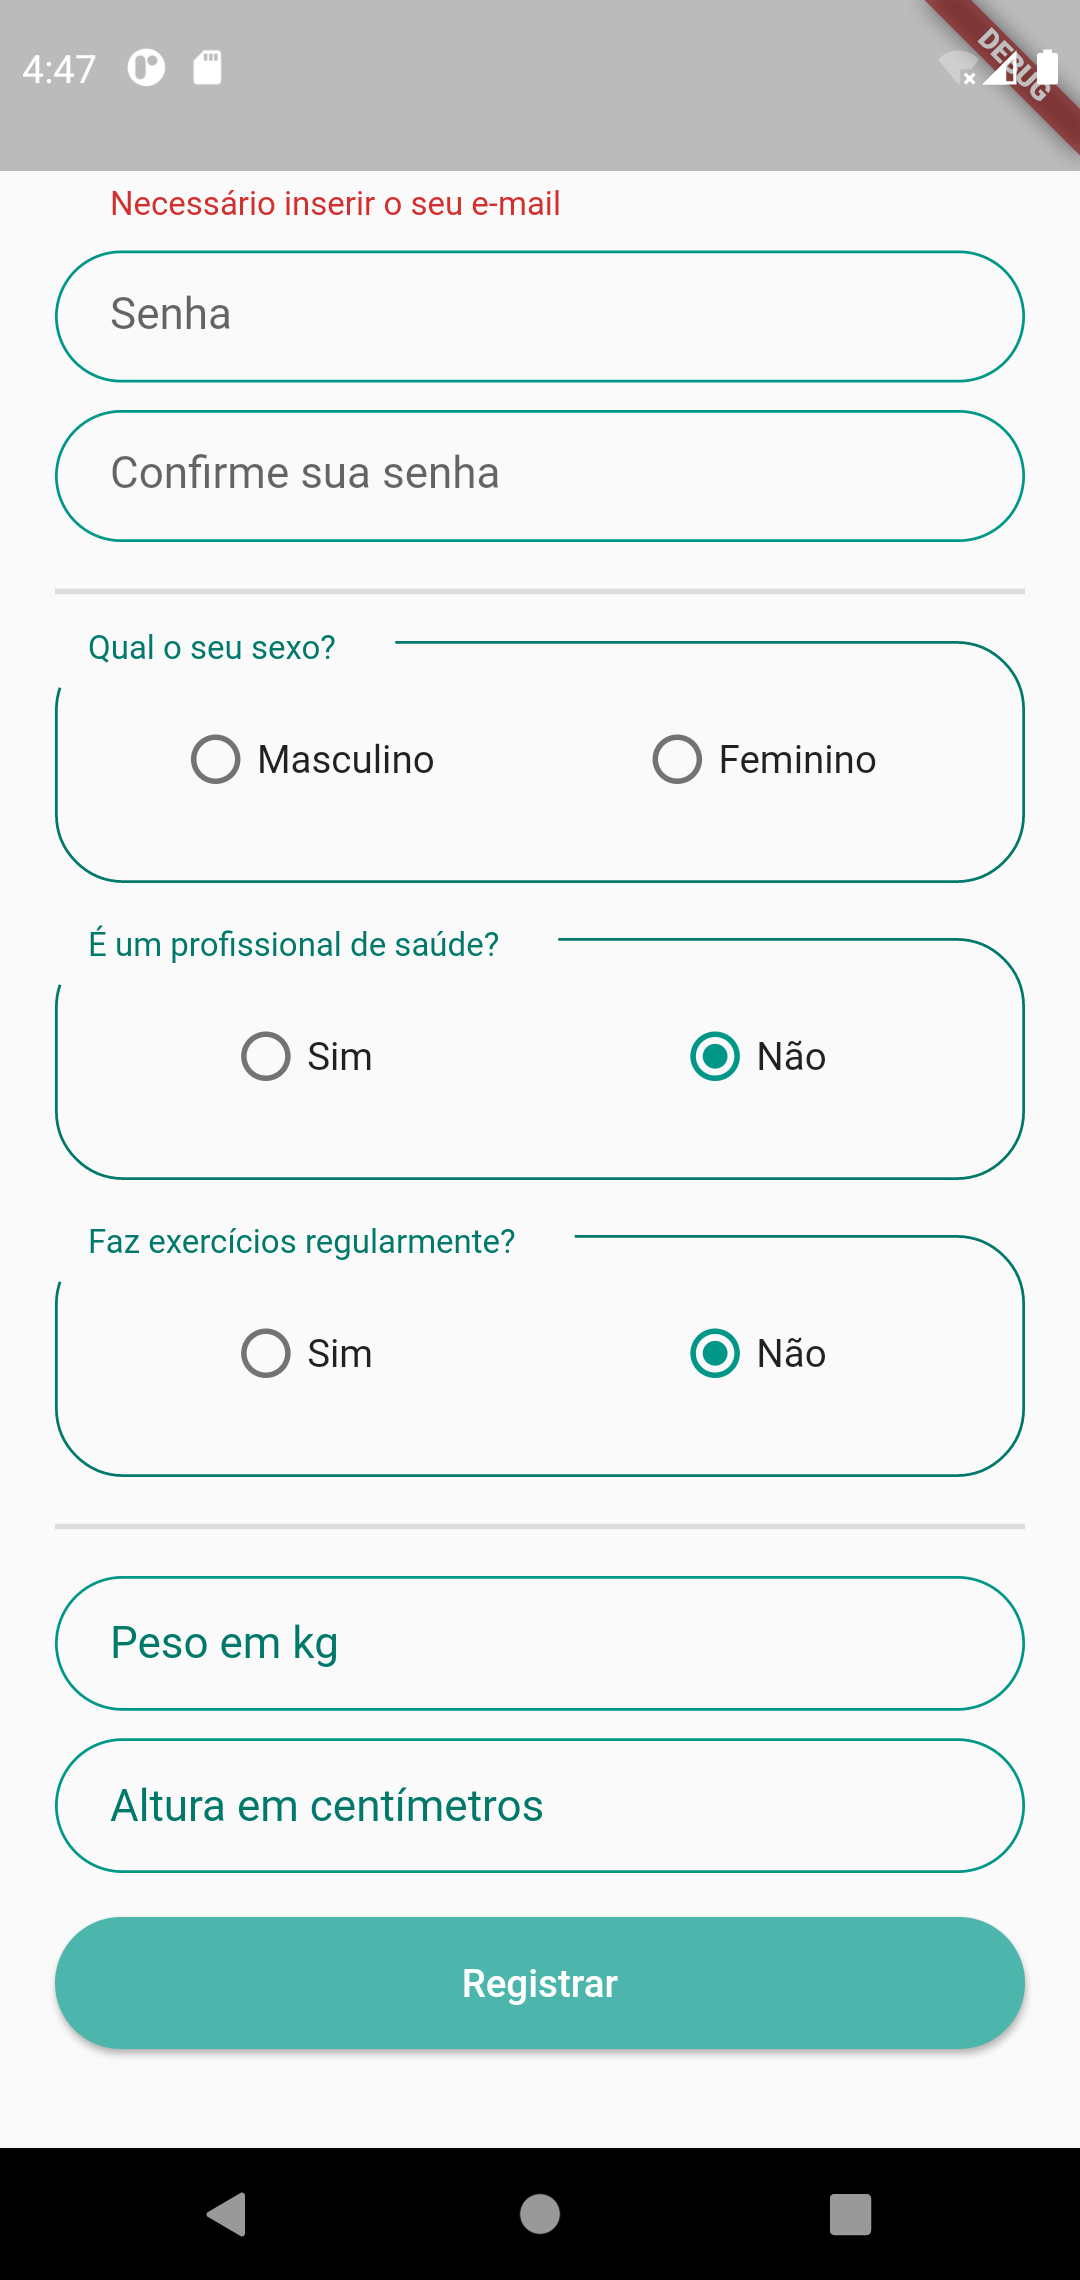 4:47
DEBUG
Necessário inserir o seu e-mail
Senha
Confirme sua senha
Qual o seu sexo?
Masculino Feminino
É um profissional de saúde?
Sim Não
Faz exercícios regularmente?
Sim Não
Peso em kg
Altura em centímetros
Registrar